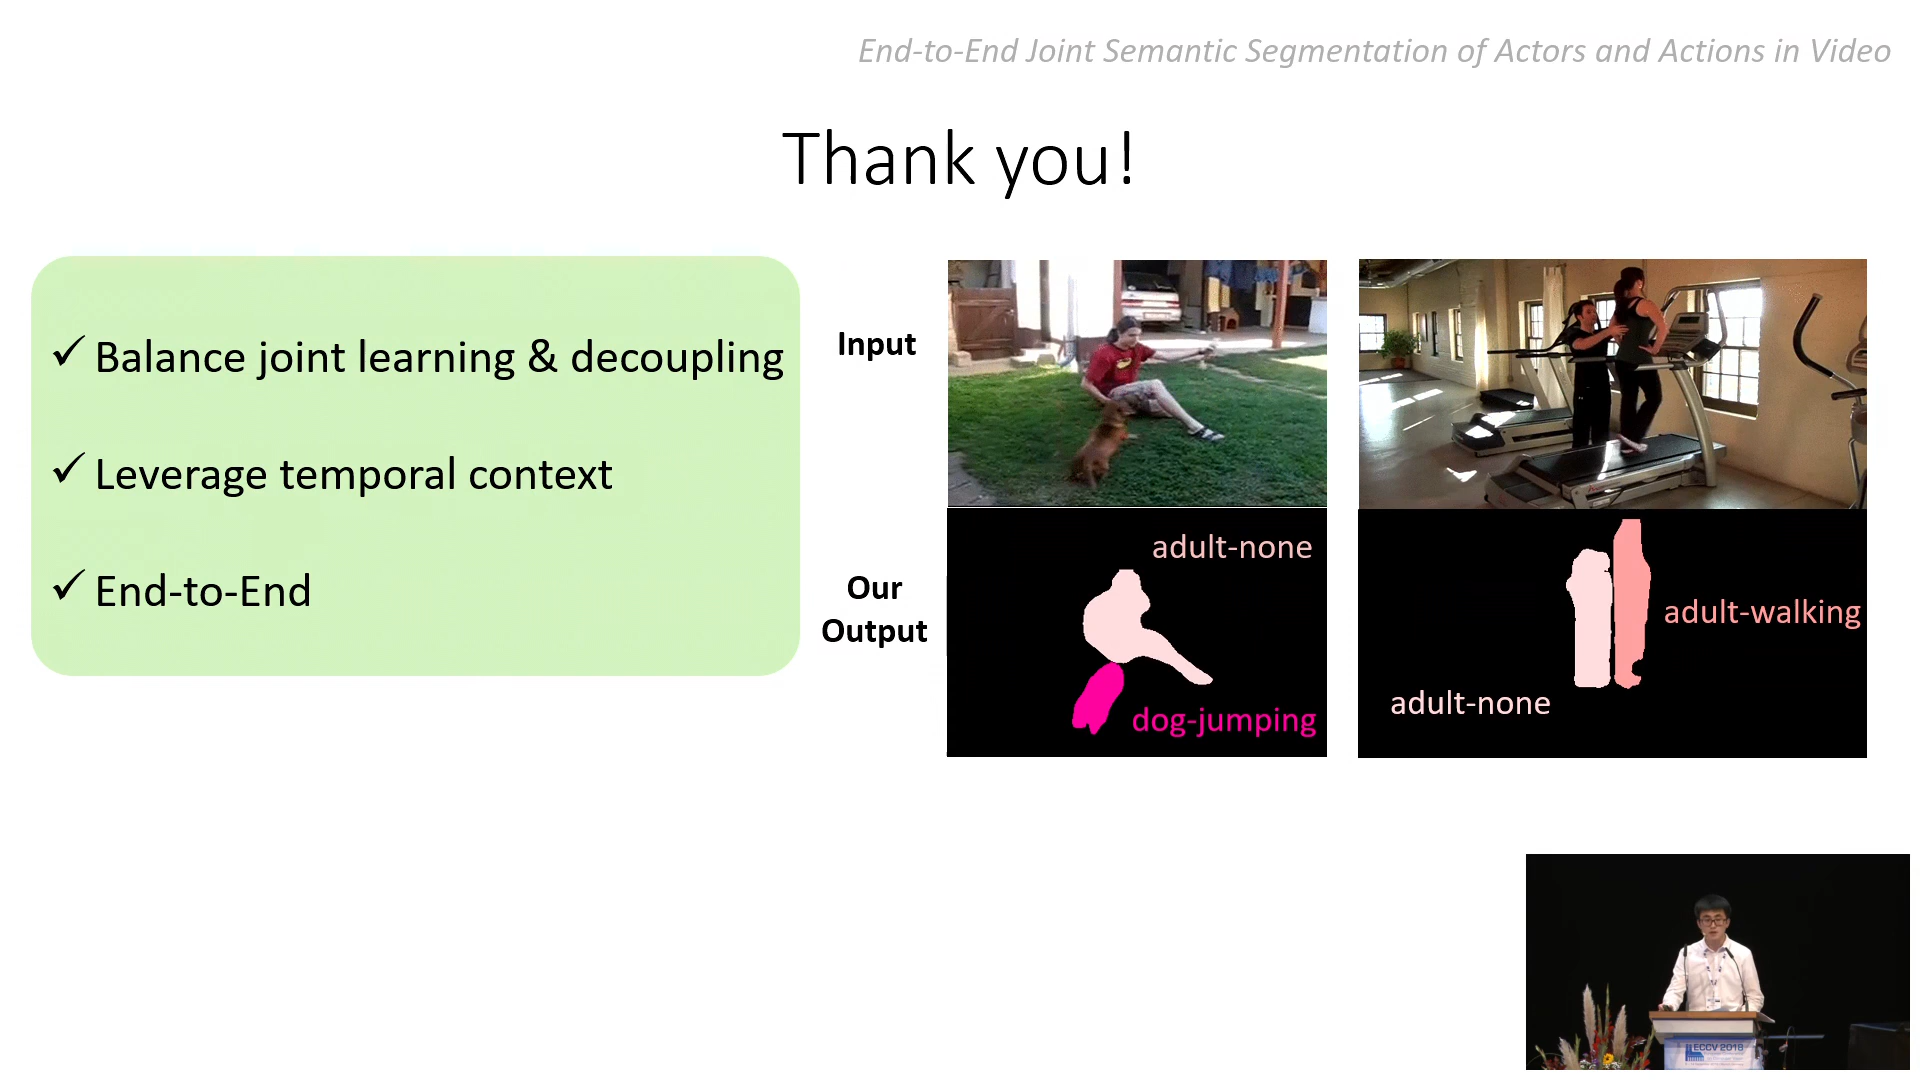 End-to-End Joint Semantic Segmentation of Actors and Actions in Video
Thank you!
✓ Balance joint learning & decoupling
✓ Leverage temporal context
✓ End-to-End
Input
Our
Output
adult-none
dog-jumping
adult-walking
adult-none
ECCV 2018